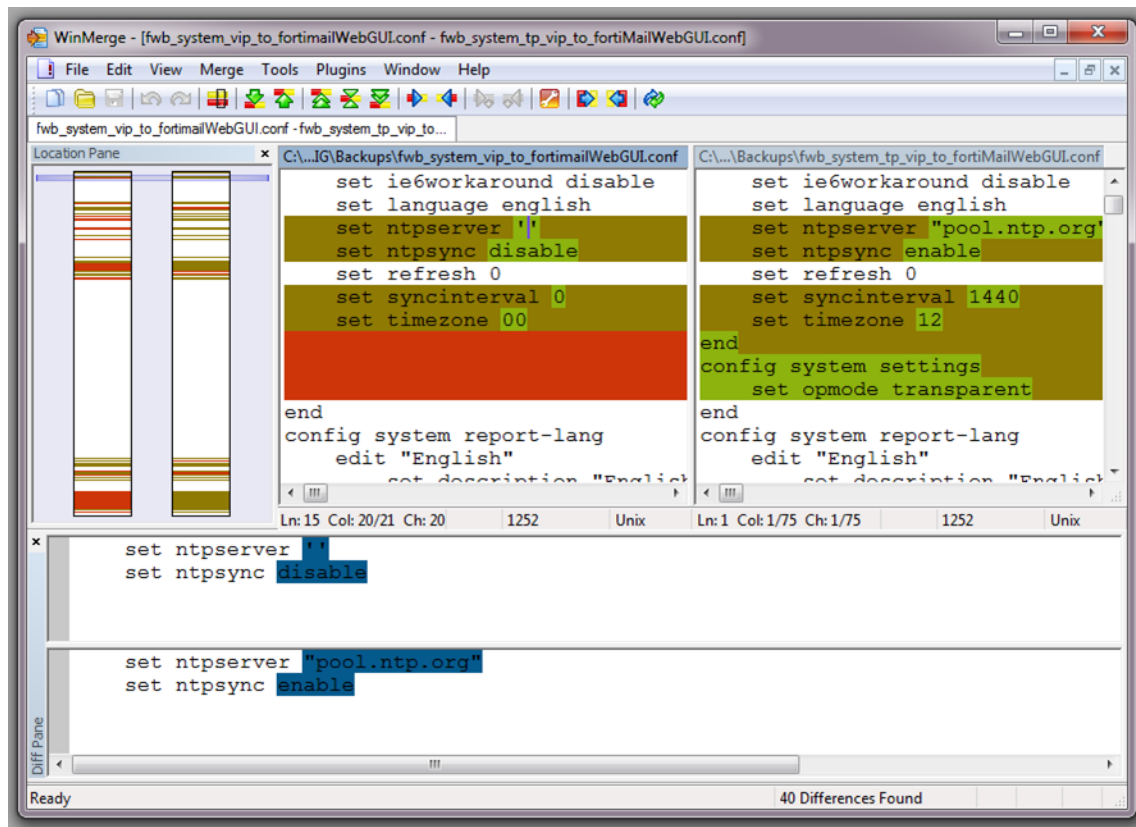 WinMerge - [fwb_system_vip_to_fortimailWebGUI.conf - fwb_system_tp_vip_to_fortiMailWebGUI.conf]
File Edit View Merge Tools Plugins Window Help
fwb_system_vip_to_fortimailWebGUI.conf - fwb_system_tp_vip_to...
Location Pane
C:\...IG\Backups\fwb_system_vip_to_fortimailWebGUI.conf
set ie6workaround disable
set language english
set ntpserver ''
set ntpsync disable
set refresh 0
set syncinterval 0
set timezone 00
end
config system report-lang
edit "English"
set description "English
Ln: 15 Col: 20/21 Ch: 20 1252 Unix
C:\...\Backups\fwb_system_tp_vip_to_fortiMailWebGUI.conf
set ie6workaround disable
set language english
set ntpserver "pool.ntp.org"
set ntpsync enable
set refresh 0
set syncinterval 1440
set timezone 12
end
config system settings
set opmode transparent
end
config system report-lang
edit "English"
set description "English
Ln: 1 Col: 1/75 Ch: 1/75 1252 Unix
Diff Pane
set ntpserver ''
set ntpsync disable
set ntpserver "pool.ntp.org"
set ntpsync enable
Ready 40 Differences Found